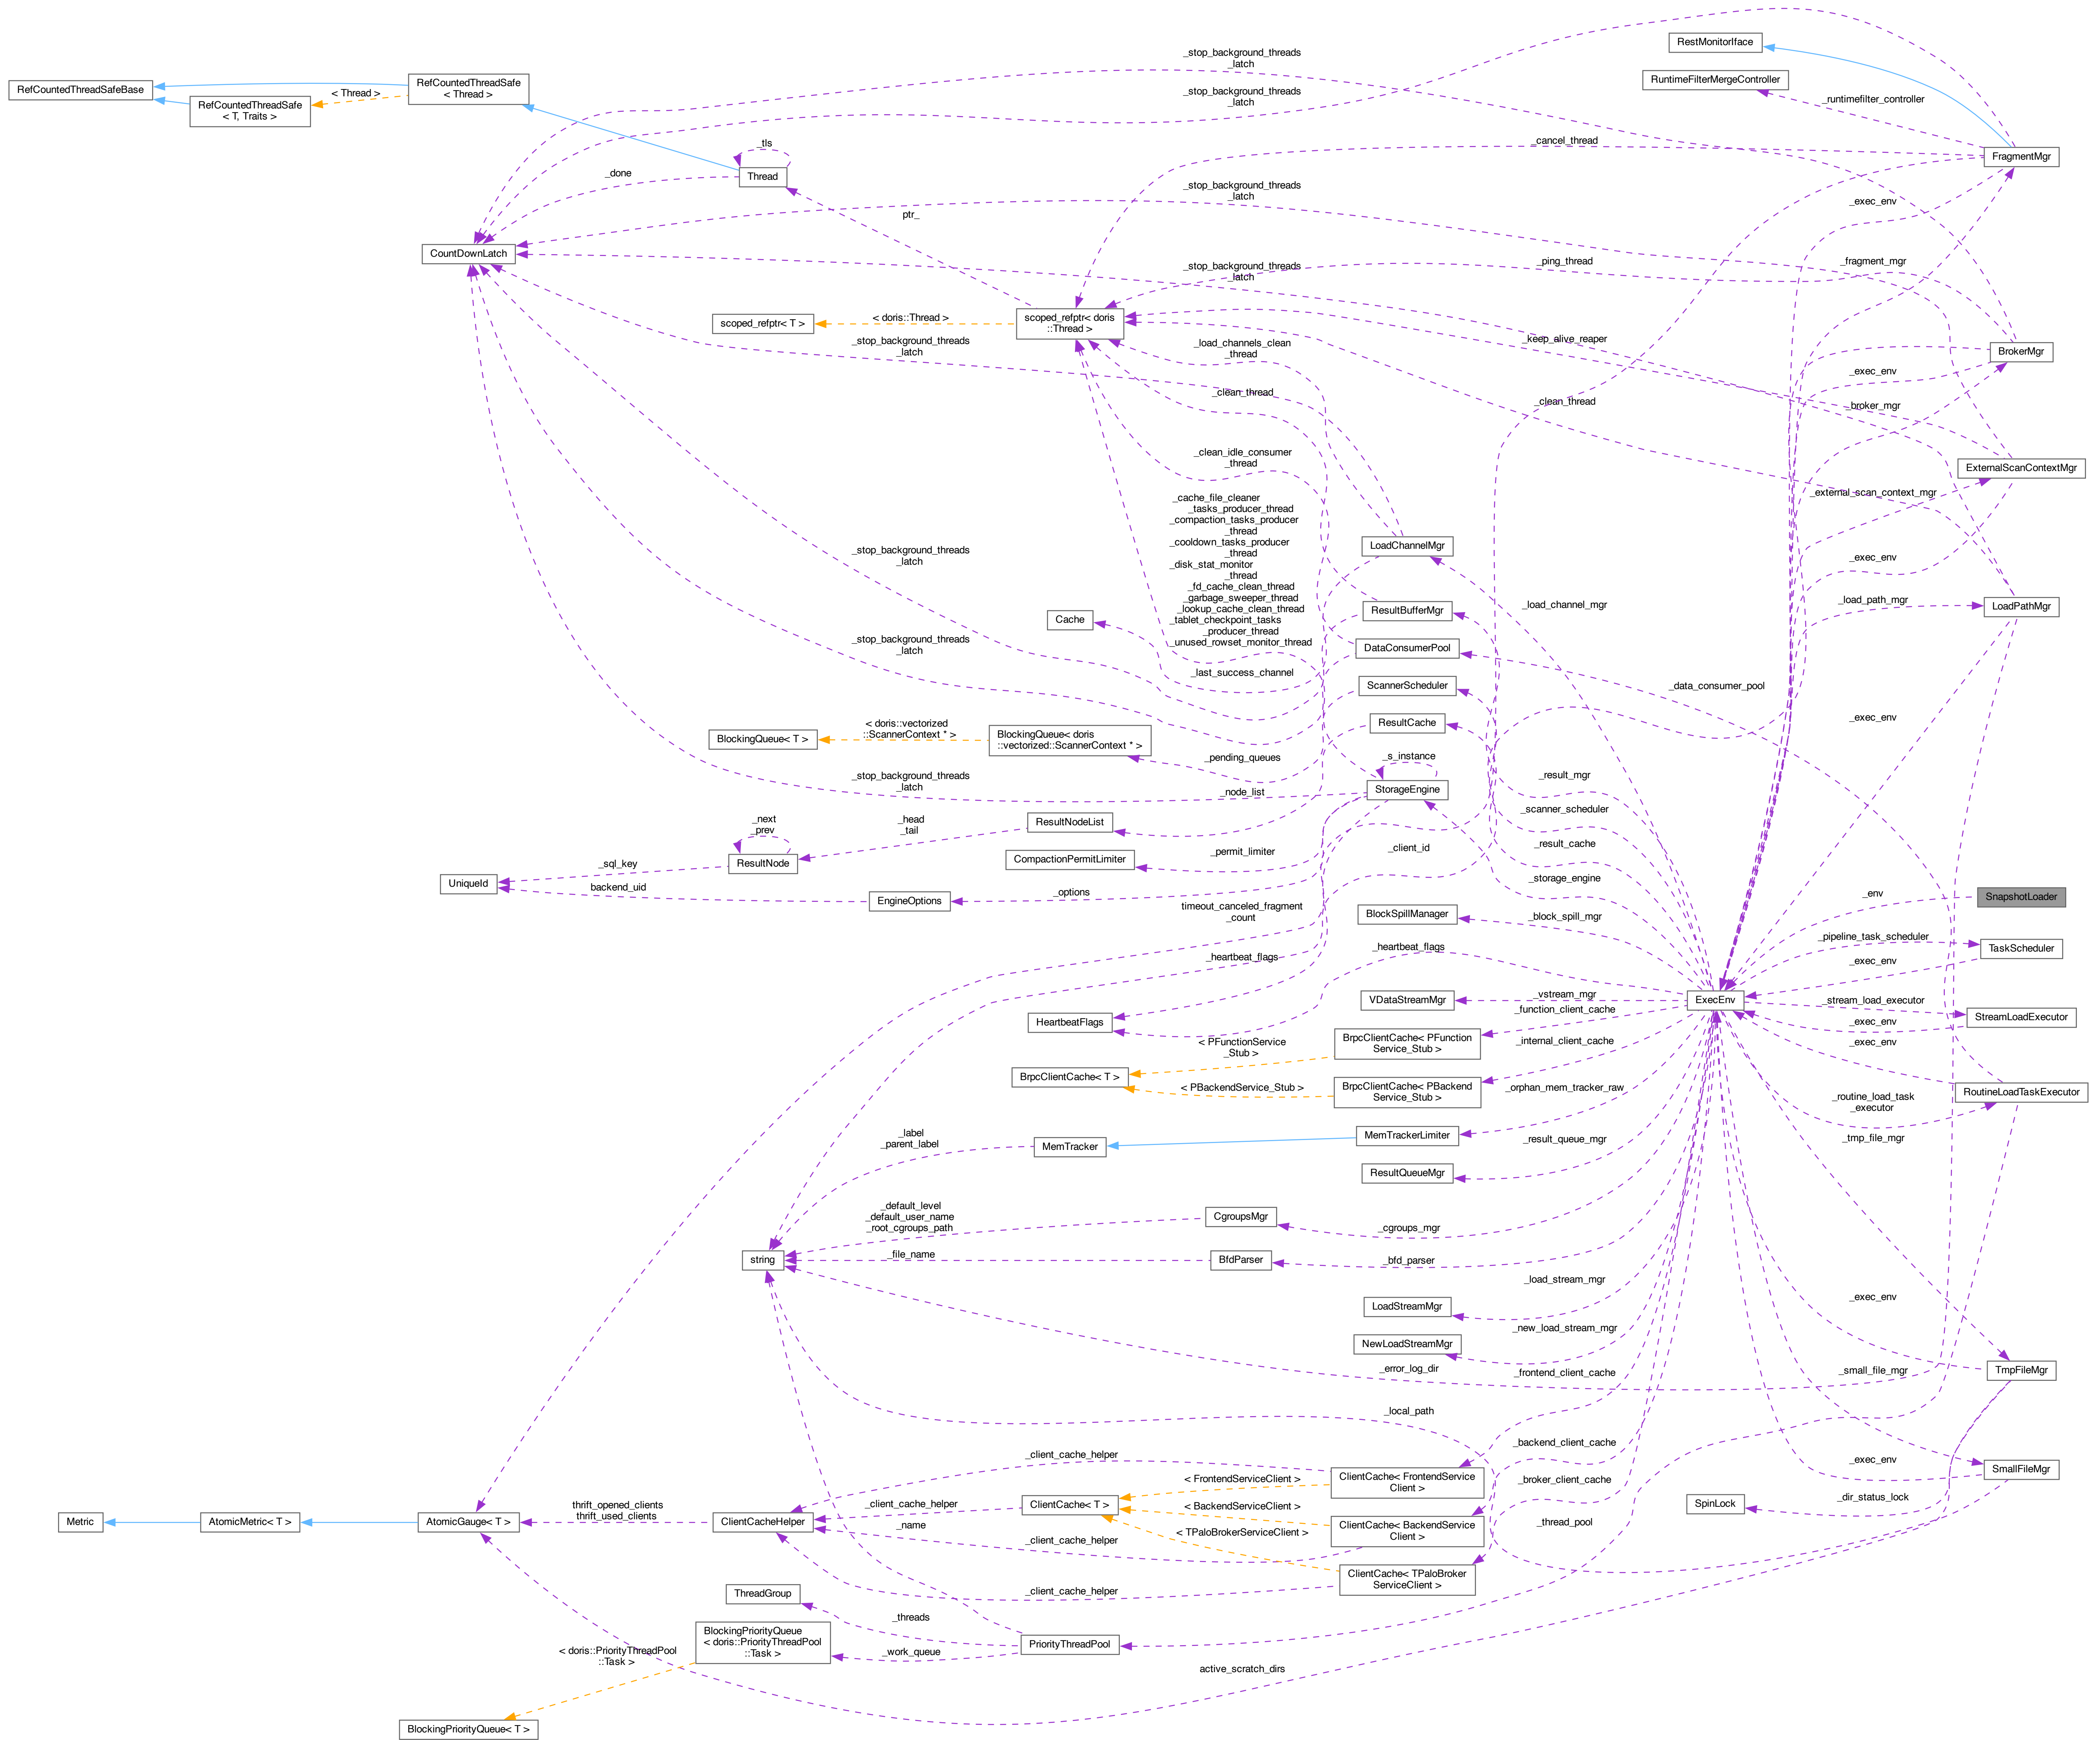 _stop_background_threads
_latch
RestMonitorIface
RefCountedThreadSafeBase
RefCountedThreadSafe
< Thread >
< Thread >
RefCountedThreadSafe
< T, Traits >
RuntimeFilterMergeController
_stop_background_threads
_latch
_runtimefilter_controller
_tls
Thread
_cancel_thread
FragmentMgr
_done
_stop_background_threads
_latch
ptr_
_exec_env
CountDownLatch
_stop_background_threads
_latch
_ping_thread
_fragment_mgr
scoped_refptr< T >
< doris::Thread >
scoped_refptr< doris
::Thread >
_stop_background_threads
_latch
_load_channels_clean
_thread
_keep_alive_reaper
BrokerMgr
_exec_env
_clean_thread
_clean_thread
_broker_mgr
_clean_idle_consumer
_thread
ExternalScanContextMgr
_external_scan_context_mgr
_cache_file_cleaner
_tasks_producer_thread
_compaction_tasks_producer
_thread
_cooldown_tasks_producer
_thread
_disk_stat_monitor
_thread
_fd_cache_clean_thread
_garbage_sweeper_thread
_lookup_cache_clean_thread
_tablet_checkpoint_tasks
_producer_thread
_unused_rowset_monitor_thread
LoadChannelMgr
_stop_background_threads
_latch
_exec_env
Cache
ResultBufferMgr
_load_channel_mgr
_load_path_mgr
LoadPathMgr
_stop_background_threads
_latch
DataConsumerPool
_last_success_channel
ScannerScheduler
_data_consumer_pool
ResultCache
_exec_env
BlockingQueue< T >
< doris::vectorized
::ScannerContext * >
BlockingQueue< doris
::vectorized::ScannerContext * >
_pending_queues
_s_instance
_stop_background_threads
_latch
StorageEngine
_result_mgr
_node_list
_scanner_scheduler
_next
_prev
_head
_tail
ResultNodeList
_client_id
_result_cache
_sql_key
ResultNode
CompactionPermitLimiter
_permit_limiter
_storage_engine
UniqueId
backend_uid
EngineOptions
_options
_env
SnapshotLoader
timeout_canceled_fragment
_count
BlockSpillManager
_block_spill_mgr
_heartbeat_flags
_pipeline_task_scheduler
TaskScheduler
_heartbeat_flags
_exec_env
VDataStreamMgr
_vstream_mgr
ExecEnv
_stream_load_executor
_function_client_cache
HeartbeatFlags
StreamLoadExecutor
_exec_env
< PFunctionService
_Stub >
BrpcClientCache< PFunction
Service_Stub >
_internal_client_cache
_exec_env
BrpcClientCache< T >
< PBackendService_Stub >
BrpcClientCache< PBackend
Service_Stub >
_orphan_mem_tracker_raw
RoutineLoadTaskExecutor
_routine_load_task
_executor
_label
_parent_label
MemTracker
MemTrackerLimiter
_result_queue_mgr
_tmp_file_mgr
ResultQueueMgr
_default_level
_default_user_name
_root_cgroups_path
CgroupsMgr
_cgroups_mgr
string
_file_name
BfdParser
_bfd_parser
_load_stream_mgr
_exec_env
LoadStreamMgr
_new_load_stream_mgr
NewLoadStreamMgr
_error_log_dir
_frontend_client_cache
_small_file_mgr
TmpFileMgr
_local_path
_client_cache_helper
_backend_client_cache
_exec_env
SmallFileMgr
< FrontendServiceClient >
ClientCache< FrontendService
Client >
_broker_client_cache
thrift_opened_clients
thrift_used_clients
_client_cache_helper
ClientCache< T >
< BackendServiceClient >
SpinLock
_dir_status_lock
Metric
AtomicMetric< T >
AtomicGauge< T >
ClientCacheHelper
_name
ClientCache< BackendService
Client >
_thread_pool
_client_cache_helper
< TPaloBrokerServiceClient >
ClientCache< TPaloBroker
ServiceClient >
ThreadGroup
_client_cache_helper
_threads
BlockingPriorityQueue
< doris::PriorityThreadPool
::Task >
_work_queue
PriorityThreadPool
< doris::PriorityThreadPool
::Task >
active_scratch_dirs
BlockingPriorityQueue< T >